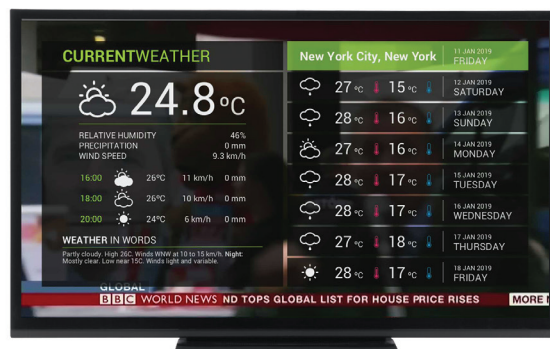 CURRENTWEATHER
24.8°C
RELATIVE HUMIDITY 46%
PRECIPITATION 0 mm
WIND SPEED 9.3 km/h
16:00 26°C 11 km/h 0 mm
18:00 26°C 10 km/h 0 mm
20:00 24°C 6 km/h 0 mm
WEATHER IN WORDS
Partly cloudy. High 26C. Winds WNW at 10 to 15 km/h. Night:
Mostly clear. Low near 15C. Winds light and variable.
New York City, New York 11 JAN 2019 FRIDAY
27°C 15°C 12 JAN 2019 SATURDAY
28°C 16°C 13 JAN 2019 SUNDAY
27°C 16°C 14 JAN 2019 MONDAY
28°C 17°C 15 JAN 2019 TUESDAY
28°C 17°C 16 JAN 2019 WEDNESDAY
27°C 18°C 17 JAN 2019 THURSDAY
28°C 17°C 18 JAN 2019 FRIDAY
GLOBAL
BBC WORLD NEWS ND TOPS GLOBAL LIST FOR HOUSE PRICE RISES MORE